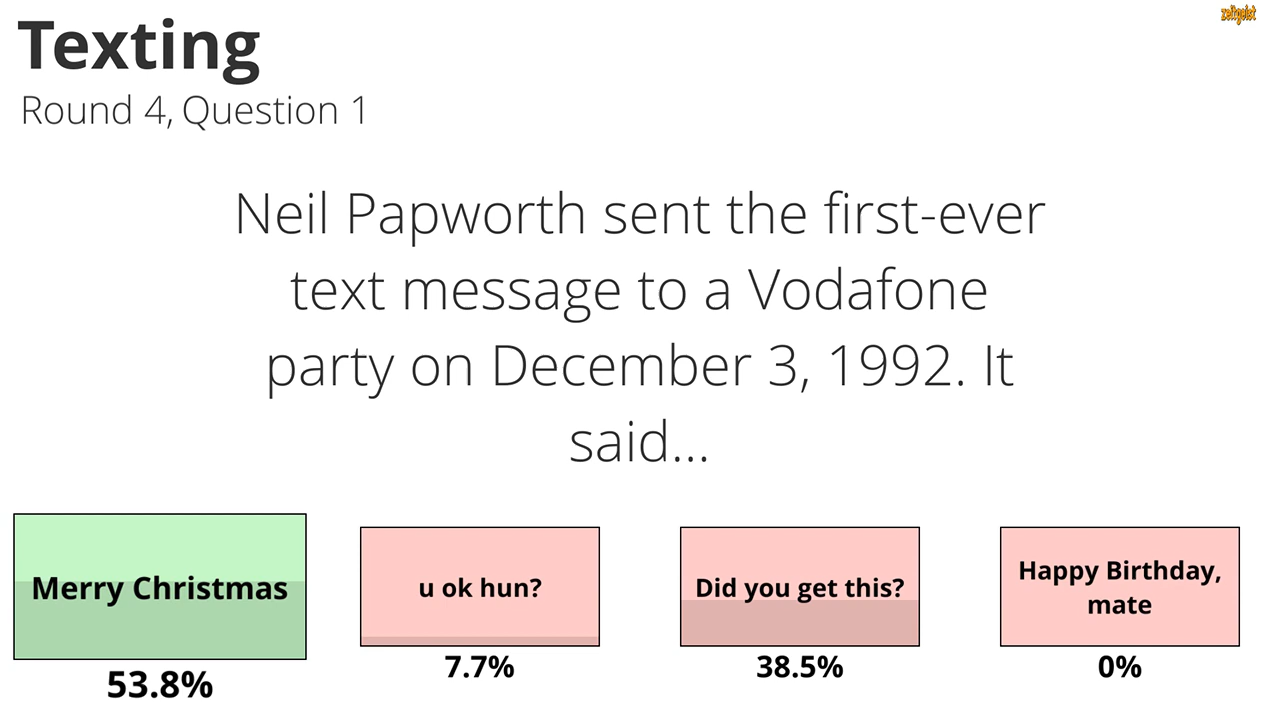 Texting
zeitgeist
Round 4, Question 1
Neil Papworth sent the first-ever
text message to a Vodafone
party on December 3, 1992. It
said...
Merry Christmas
53.8%
u ok hun?
7.7%
Did you get this?
38.5%
Happy Birthday,
mate
0%